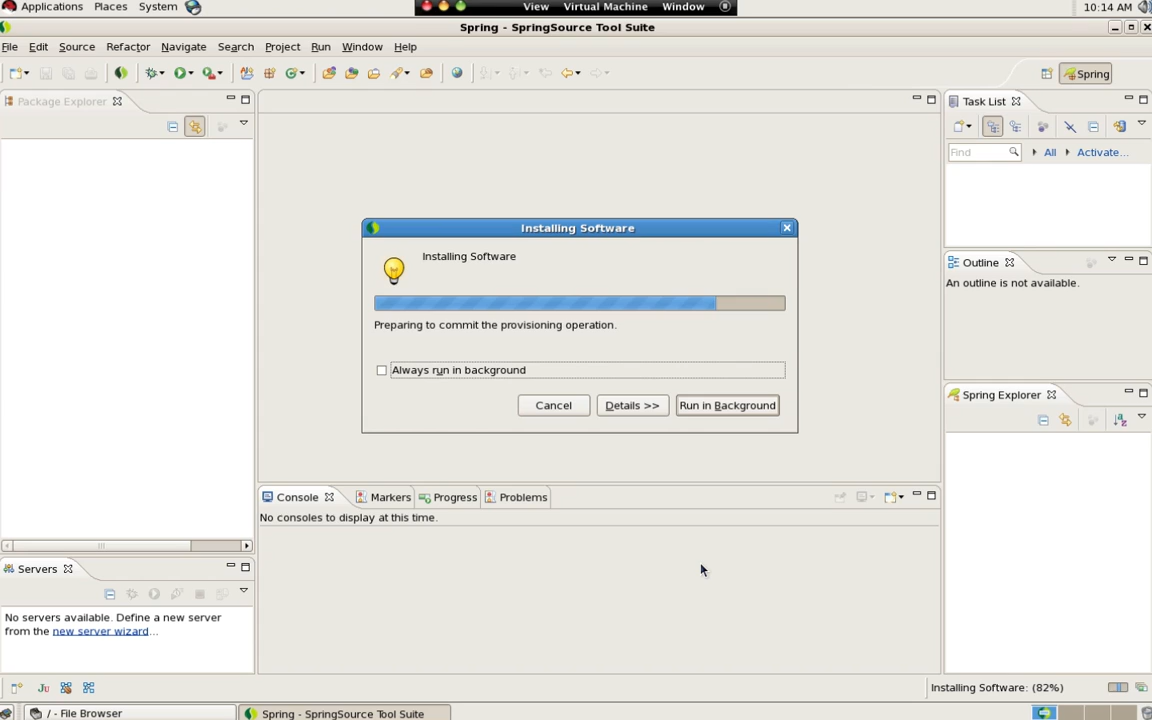 Applications Places System
View Virtual Machine Window
10:14 AM
Spring - SpringSource Tool Suite
File Edit Source Refactor Navigate Search Project Run Window Help
Spring
Package Explorer
Task List
Find
All
Activate...
Installing Software
Installing Software
Preparing to commit the provisioning operation.
Always run in background
Cancel
Details >>
Run in Background
Outline
An outline is not available.
Spring Explorer
Console
Markers
Progress
Problems
No consoles to display at this time.
Servers
No servers available. Define a new server
from the new server wizard...
Ju
Installing Software: (82%)
/ - File Browser
Spring - SpringSource Tool Suite